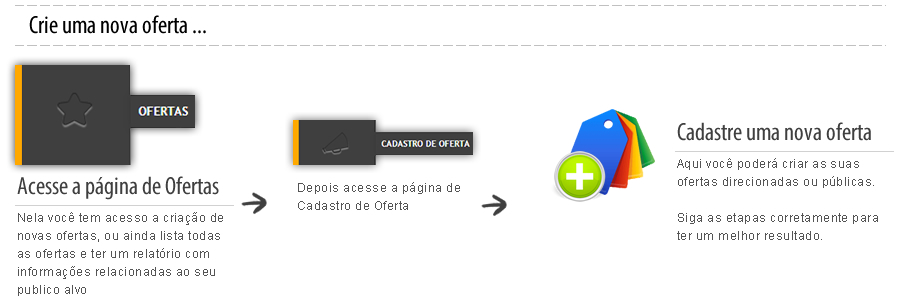 Crie uma nova oferta ...
OFERTAS
Acesse a página de Ofertas
Nela você tem acesso a criação de
novas ofertas, ou ainda lista todas
as ofertas e ter um relatório com
informações relacionadas ao seu
publico alvo
CADASTRO DE OFERTA
Depois acesse a página de
Cadastro de Oferta
Cadastre uma nova oferta
Aqui você poderá criar as suas
ofertas direcionadas ou públicas.
Siga as etapas corretamente para
ter um melhor resultado.